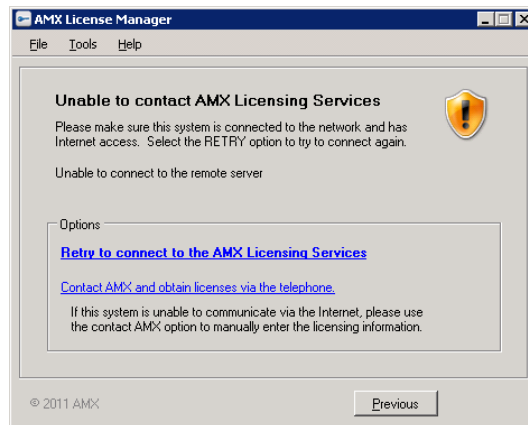 AMX License Manager
File Tools Help
Unable to contact AMX Licensing Services
Please make sure this system is connected to the network and has
Internet access. Select the RETRY option to try to connect again.
Unable to connect to the remote server
Options
Retry to connect to the AMX Licensing Services
Contact AMX and obtain licenses via the telephone.
If this system is unable to communicate via the Internet, please use
the contact AMX option to manually enter the licensing information.
© 2011 AMX
Previous